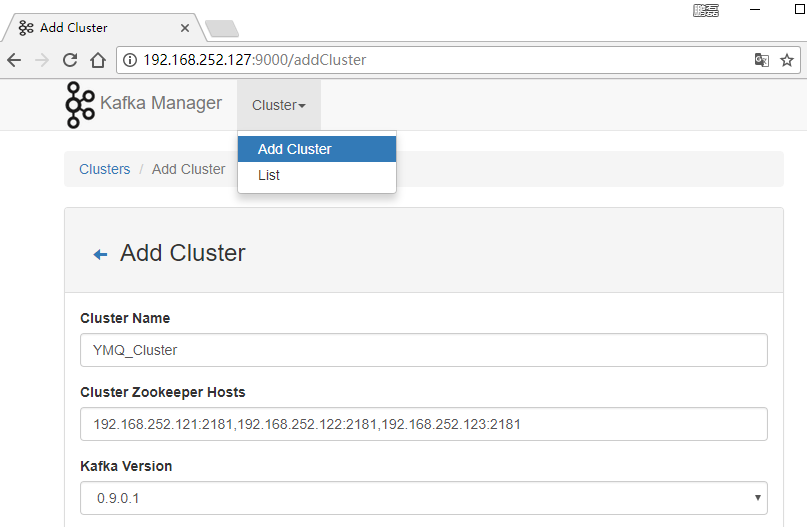 鹏磊
Add Cluster
192.168.252.127:9000/addCluster
Kafka Manager
Cluster
Add Cluster
List
Clusters / Add Cluster
Add Cluster
Cluster Name
YMQ_Cluster
Cluster Zookeeper Hosts
192.168.252.121:2181,192.168.252.122:2181,192.168.252.123:2181
Kafka Version
0.9.0.1